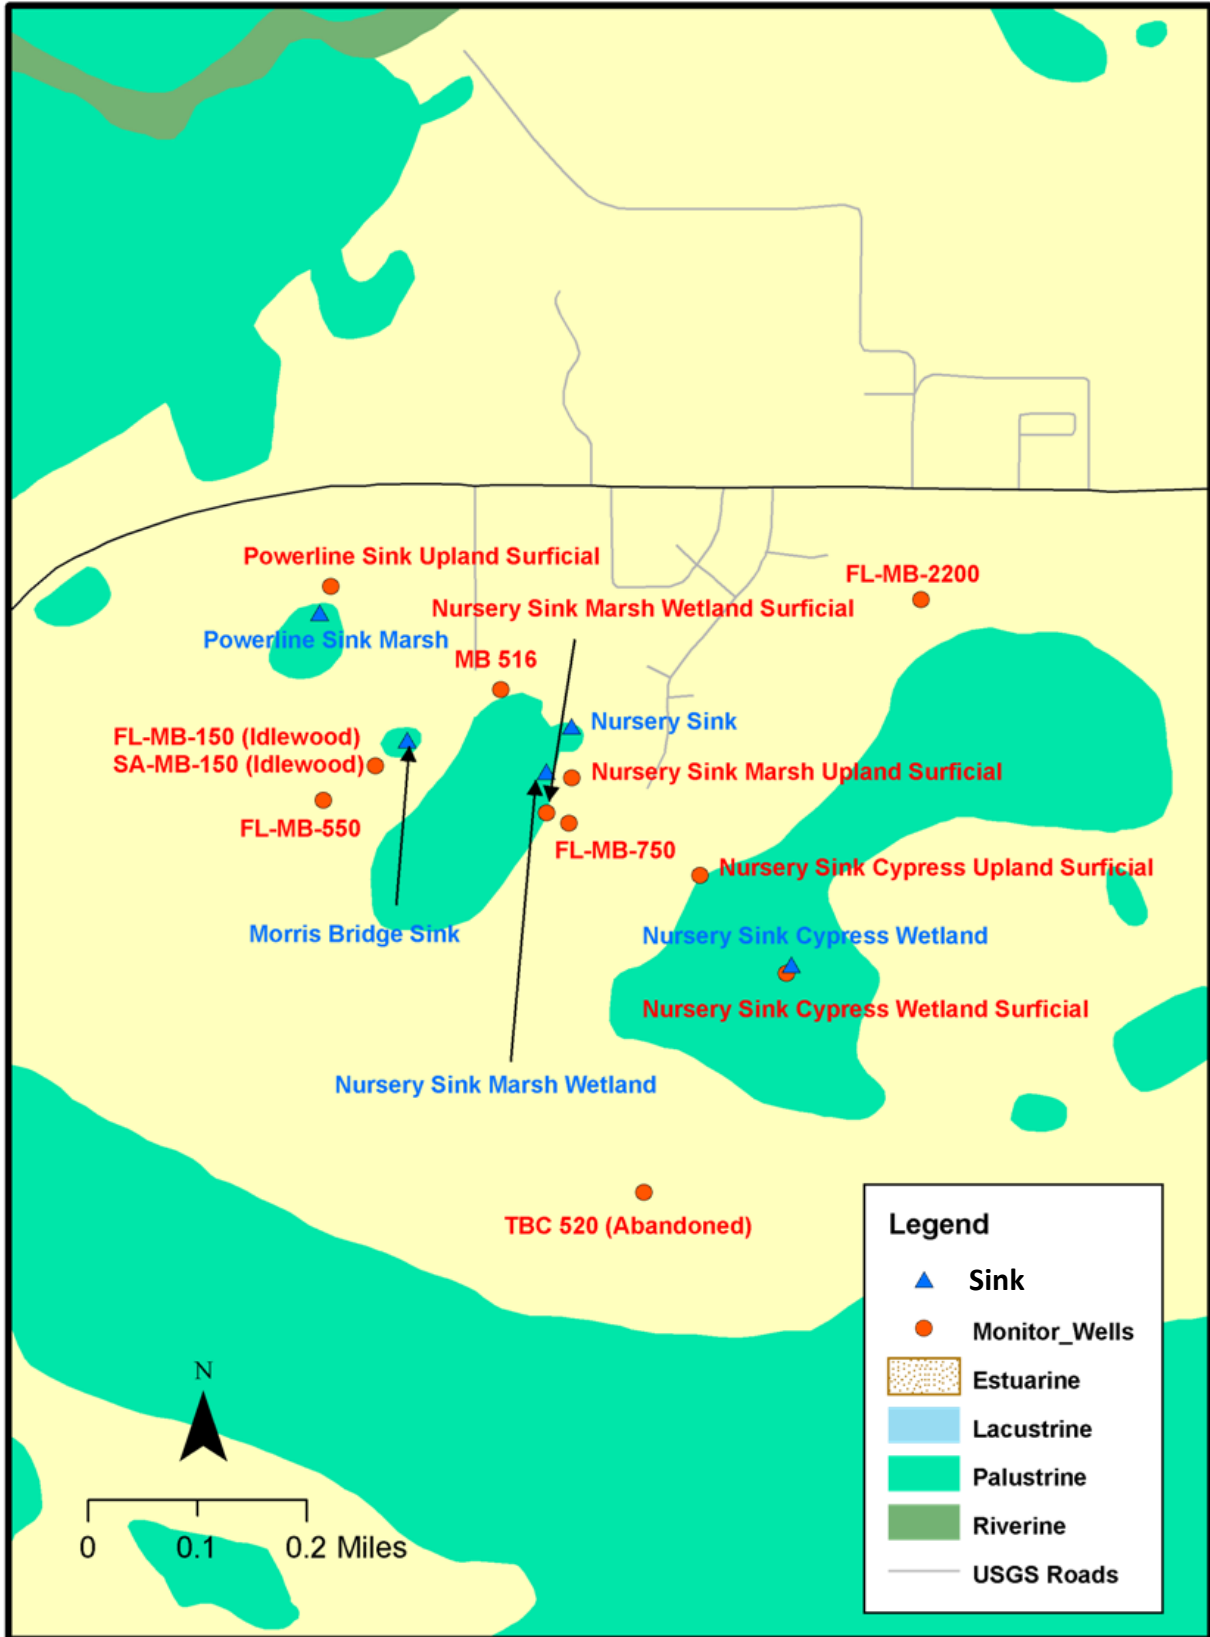 Powerline Sink Upland Surficial
FL-MB-2200
Nursery Sink Marsh Wetland Surficial
Powerline Sink Marsh
MB 516
Nursery Sink
FL-MB-150 (Idlewood)
SA-MB-150 (Idlewood)
Nursery Sink Marsh Upland Surficial
FL-MB-550
FL-MB-750
Nursery Sink Cypress Upland Surficial
Morris Bridge Sink
Nursery Sink Cypress Wetland
Nursery Sink Cypress Wetland Surficial
Nursery Sink Marsh Wetland
TBC 520 (Abandoned)
Legend
Sink
Monitor_Wells
Estuarine
Lacustrine
Palustrine
Riverine
USGS Roads
N
0 0.1 0.2 Miles